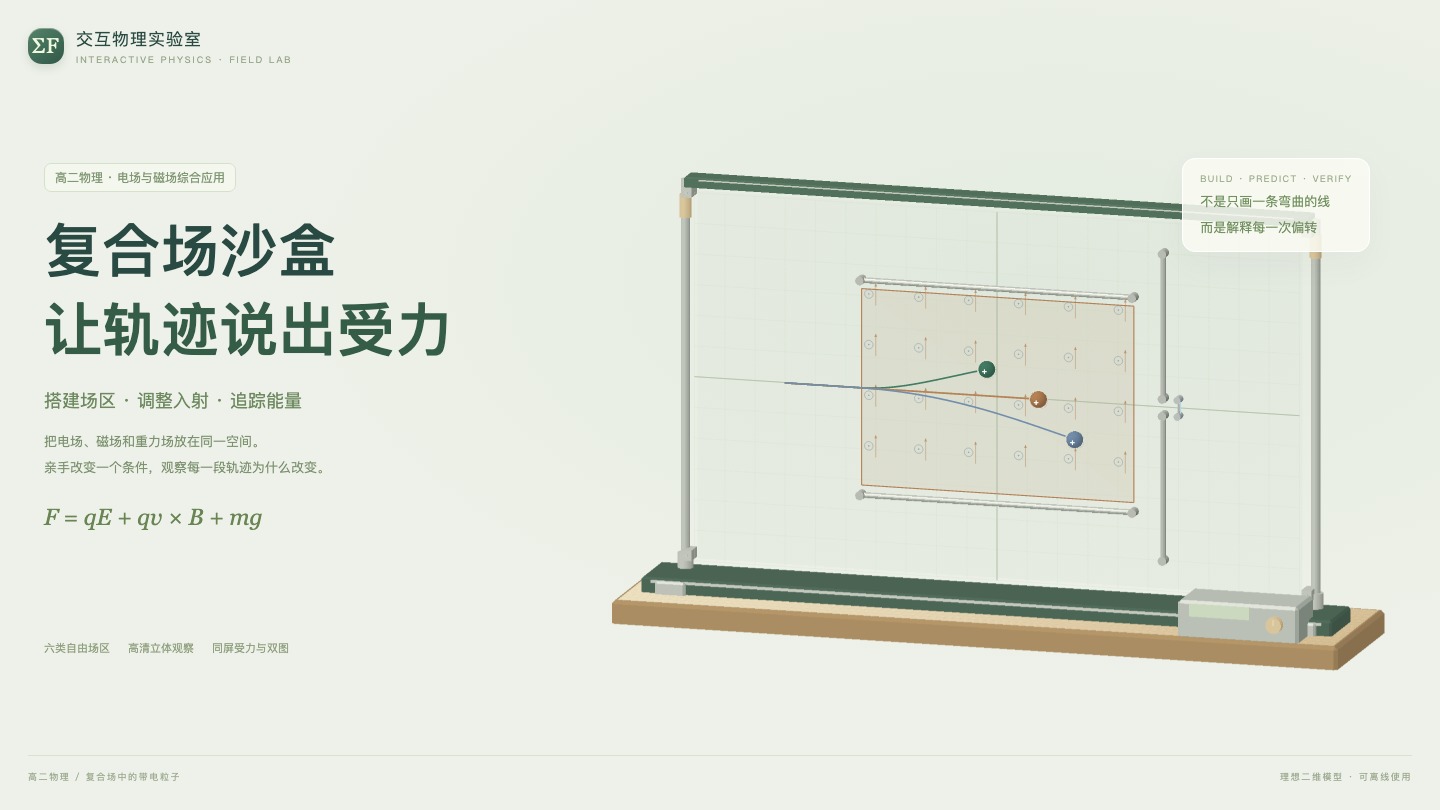 ΣF
交互物理实验室
INTERACTIVE PHYSICS · FIELD LAB
高二物理 · 电场与磁场综合应用
复合场沙盒
让轨迹说出受力
搭建场区 · 调整入射 · 追踪能量
把电场、磁场和重力场放在同一空间。
亲手改变一个条件，观察每一段轨迹为什么改变。
F = qE + qv × B + mg
六类自由场区 高清立体观察 同屏受力与双图
BUILD · PREDICT · VERIFY
不是只画一条弯曲的线
而是解释每一次偏转
+
+
+
高二物理 / 复合场中的带电粒子
理想二维模型 · 可离线使用